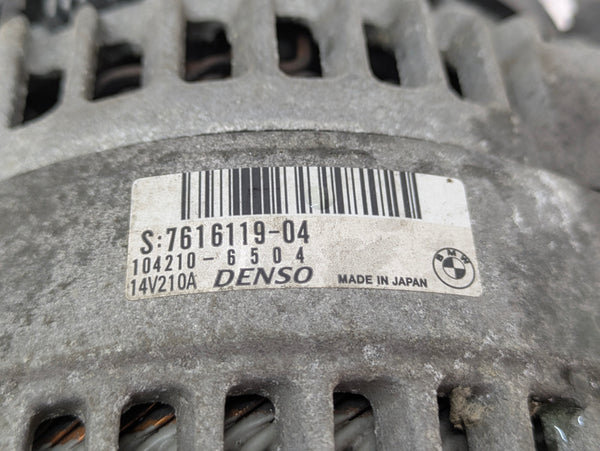 S:7616119-04
104210-6504
14V210A DENSO MADE IN JAPAN
BMW